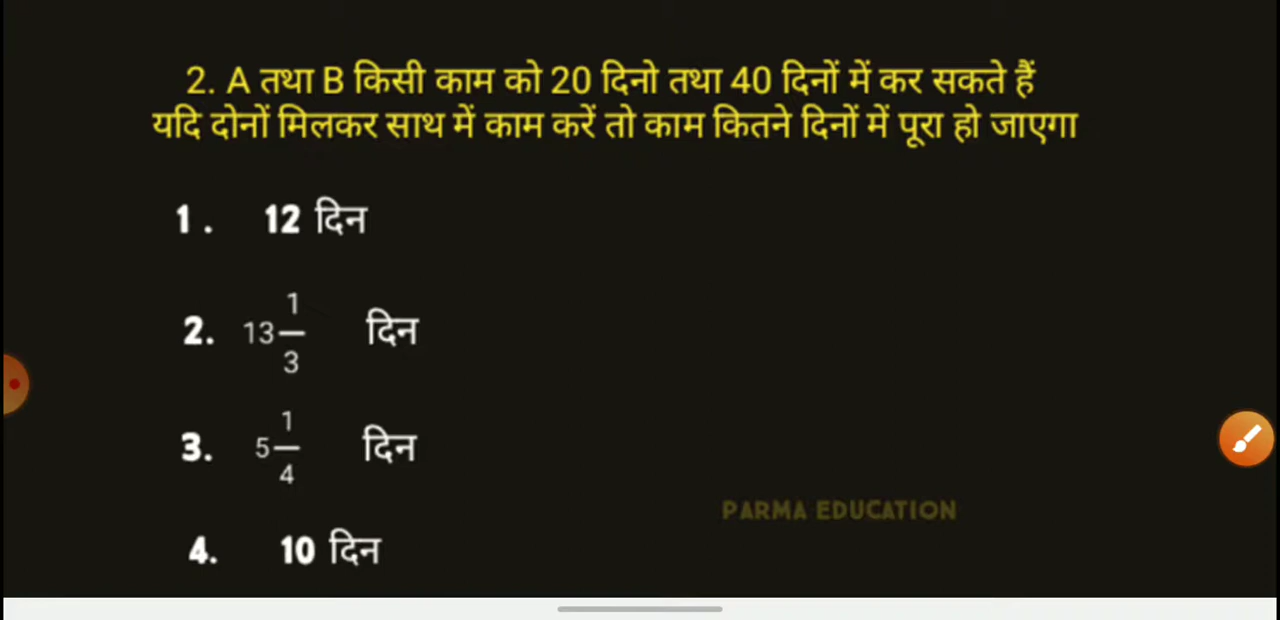 2. A तथा B किसी काम को 20 दिनो तथा 40 दिनों में कर सकते हैं
यदि दोनों मिलकर साथ में काम करें तो काम कितने दिनों में पूरा हो जाएगा
1. 12 दिन
2. 13 1/3 दिन
3. 5 1/4 दिन
4. 10 दिन
PARMA EDUCATION